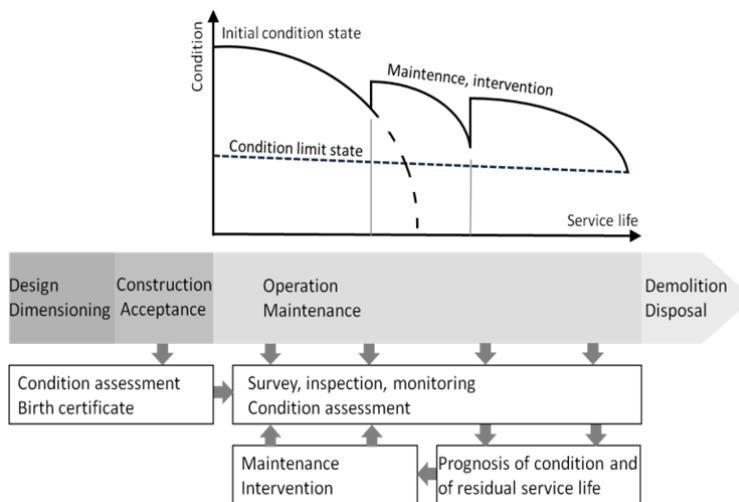 Condition
Initial condition state
Maintennce, intervention
Condition limit state
Service life
Design
Dimensioning
Construction
Acceptance
Operation
Maintenance
Demolition
Disposal
Condition assessment
Birth certificate
Survey, inspection, monitoring
Condition assessment
Maintenance
Intervention
Prognosis of condition and
of residual service life